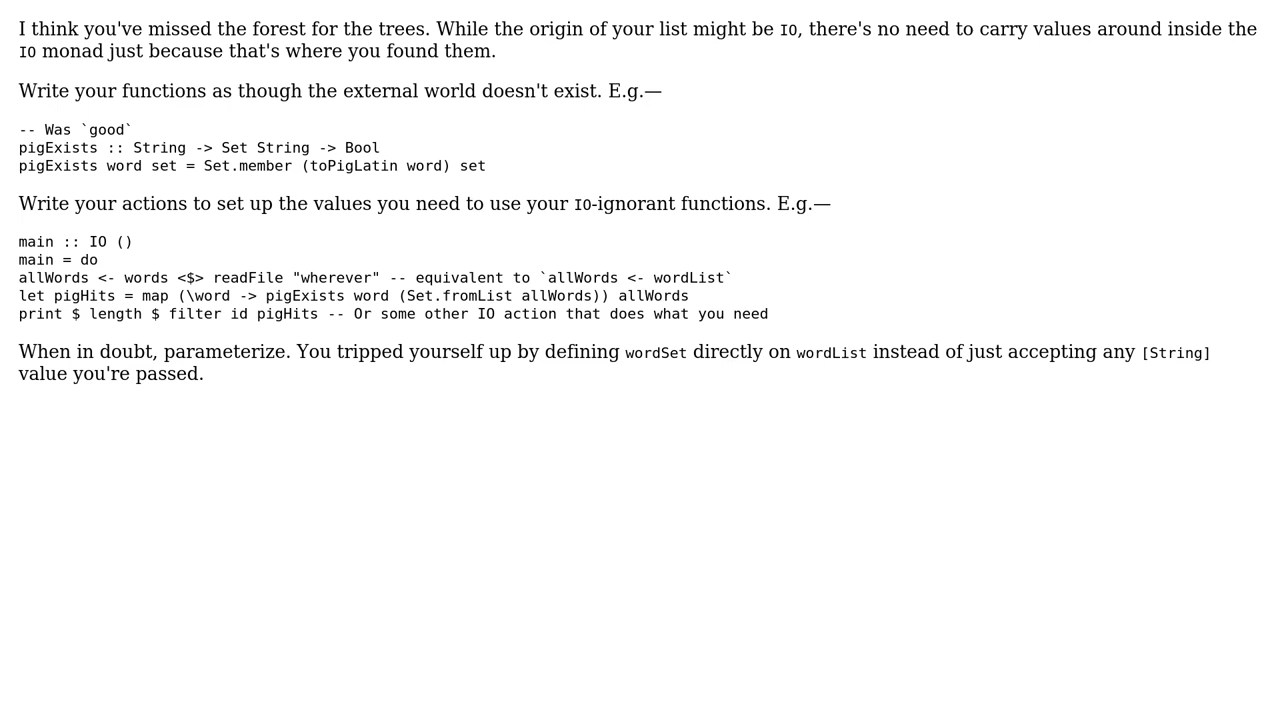 I think you've missed the forest for the trees. While the origin of your list might be IO, there's no need to carry values around inside the
IO monad just because that's where you found them.
Write your functions as though the external world doesn't exist. E.g.—
-- Was `good`
pigExists :: String -> Set String -> Bool
pigExists word set = Set.member (toPigLatin word) set
Write your actions to set up the values you need to use your IO-ignorant functions. E.g.—
main :: IO ()
main = do
allWords <- words <$> readFile "wherever" -- equivalent to `allWords <- wordList`
let pigHits = map (\word -> pigExists word (Set.fromList allWords)) allWords
print $ length $ filter id pigHits -- Or some other IO action that does what you need
When in doubt, parameterize. You tripped yourself up by defining wordSet directly on wordList instead of just accepting any [String]
value you're passed.